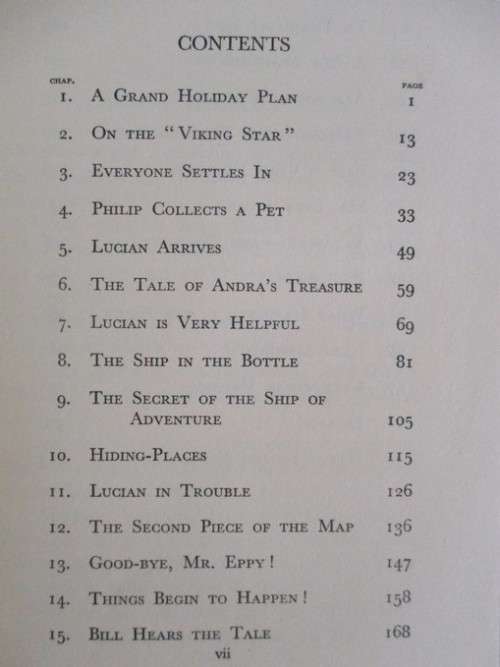 CONTENTS
CHAP. PAGE
1. A Grand Holiday Plan 1
2. On the "Viking Star" 13
3. Everyone Settles In 23
4. Philip Collects a Pet 33
5. Lucian Arrives 49
6. The Tale of Andra's Treasure 59
7. Lucian is Very Helpful 69
8. The Ship in the Bottle 81
9. The Secret of the Ship of
Adventure 105
10. Hiding-Places 115
11. Lucian in Trouble 126
12. The Second Piece of the Map 136
13. Good-bye, Mr. Eppy! 147
14. Things Begin to Happen! 158
15. Bill Hears the Tale 168
vii